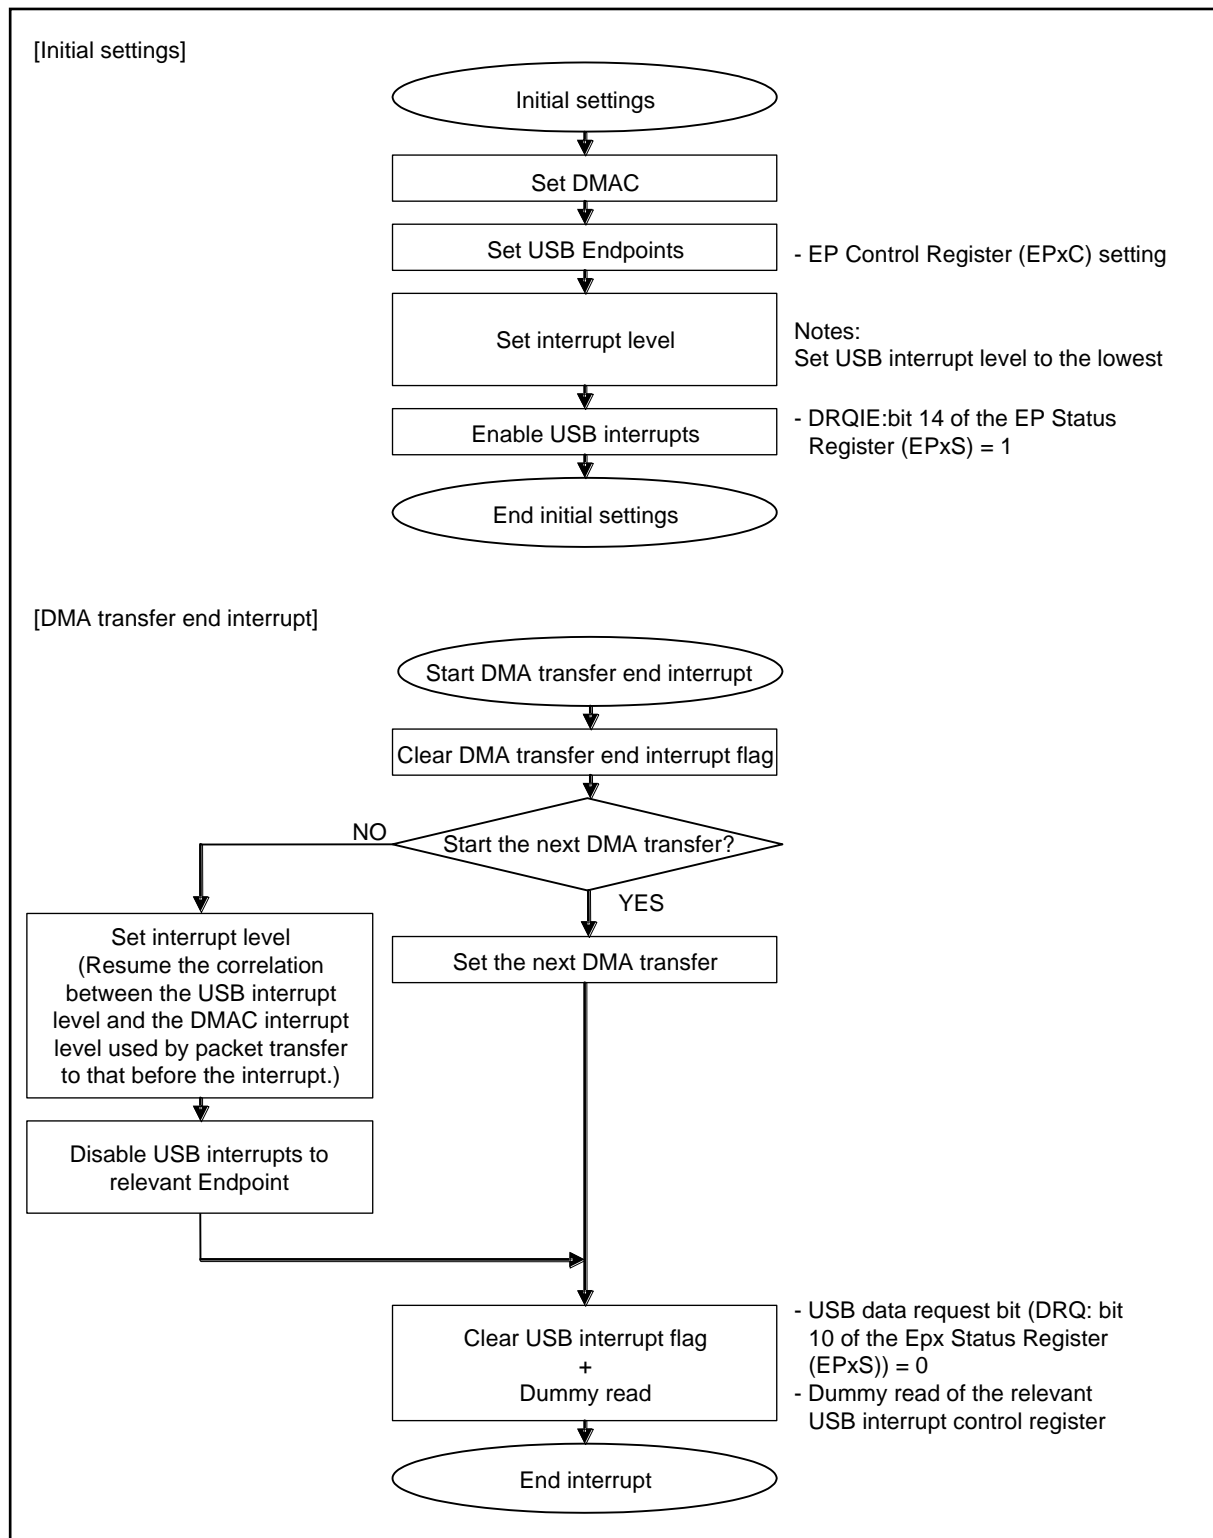 [Initial settings]
Initial settings
Set DMAC
Set USB Endpoints
- EP Control Register (EPxC) setting
Set interrupt level
Notes:
Set USB interrupt level to the lowest
Enable USB interrupts
- DRQIE:bit 14 of the EP Status
Register (EPxS) = 1
End initial settings
[DMA transfer end interrupt]
Start DMA transfer end interrupt
Clear DMA transfer end interrupt flag
Start the next DMA transfer?
NO
YES
Set interrupt level
(Resume the correlation
between the USB interrupt
level and the DMAC interrupt
level used by packet transfer
to that before the interrupt.)
Set the next DMA transfer
Disable USB interrupts to
relevant Endpoint
Clear USB interrupt flag
+
Dummy read
- USB data request bit (DRQ: bit
10 of the Epx Status Register
(EPxS)) = 0
- Dummy read of the relevant
USB interrupt control register
End interrupt